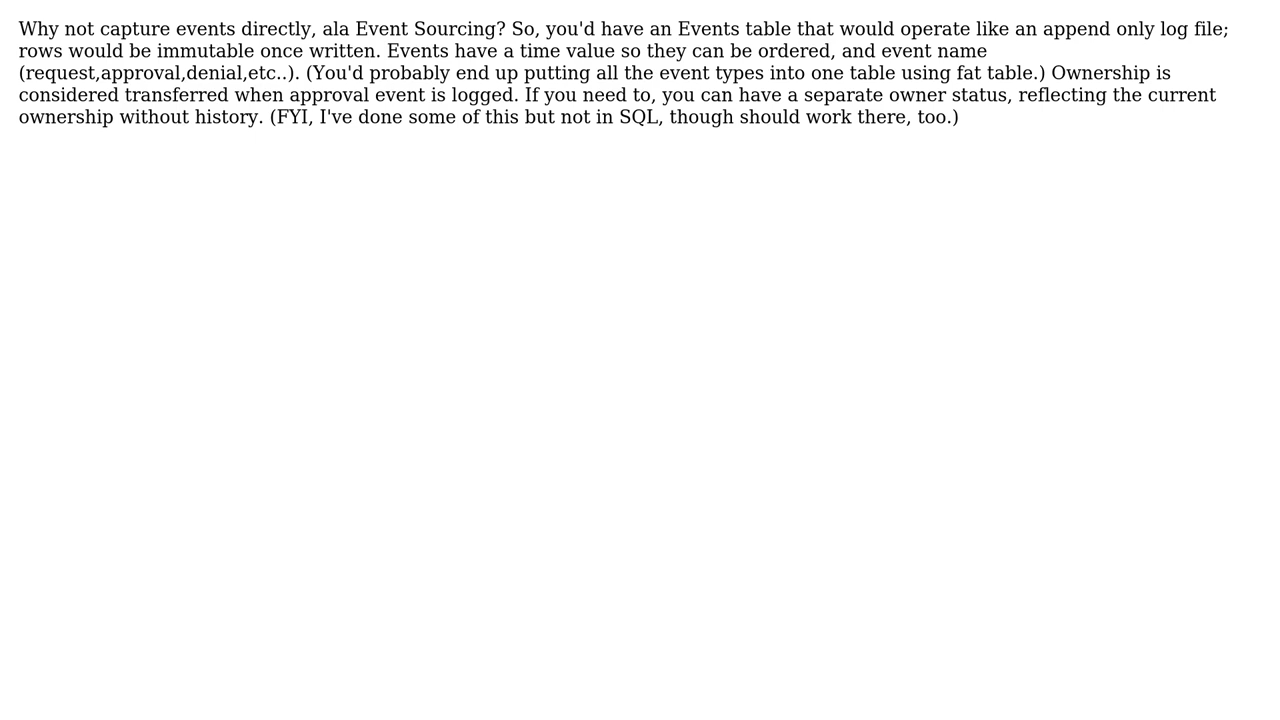 Why not capture events directly, ala Event Sourcing? So, you'd have an Events table that would operate like an append only log file;
rows would be immutable once written. Events have a time value so they can be ordered, and event name
(request,approval,denial,etc..). (You'd probably end up putting all the event types into one table using fat table.) Ownership is
considered transferred when approval event is logged. If you need to, you can have a separate owner status, reflecting the current
ownership without history. (FYI, I've done some of this but not in SQL, though should work there, too.)